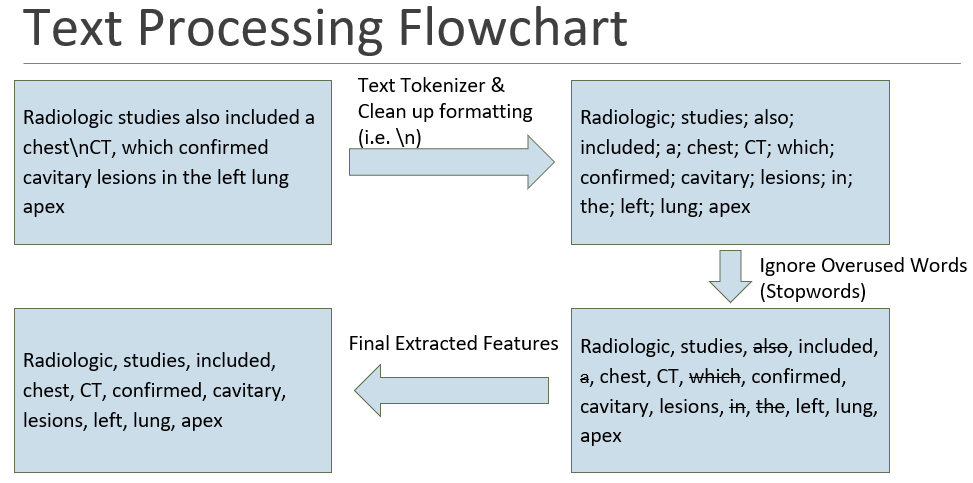 Text Processing Flowchart
Radiologic studies also included a
chest\nCT, which confirmed
cavitary lesions in the left lung
apex
Text Tokenizer &
Clean up formatting
(i.e. \n)
Radiologic; studies; also;
included; a; chest; CT; which;
confirmed; cavitary; lesions; in;
the; left; lung; apex
Ignore Overused Words
(Stopwords)
Radiologic, studies, also, included,
a, chest, CT, which, confirmed,
cavitary, lesions, in, the, left, lung,
apex
Final Extracted Features
Radiologic, studies, included,
chest, CT, confirmed, cavitary,
lesions, left, lung, apex